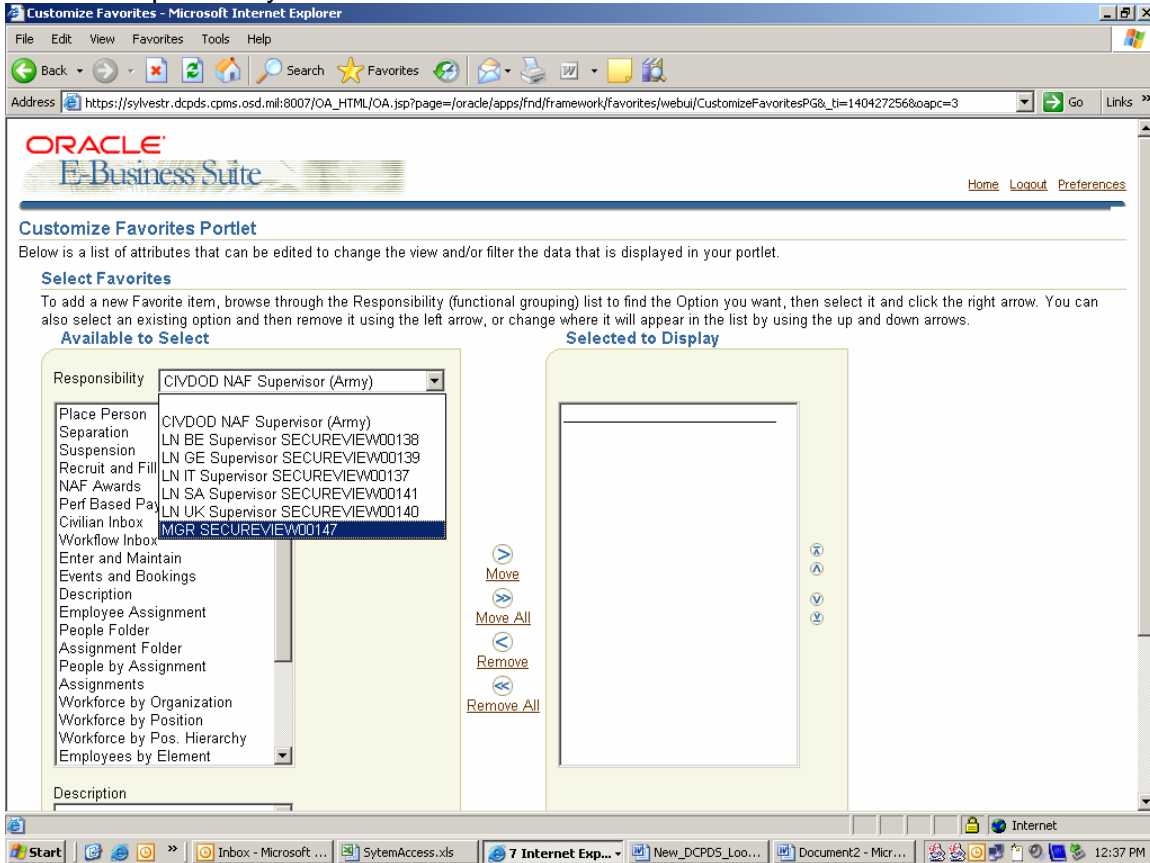 Customize Favorites - Microsoft Internet Explorer
File Edit View Favorites Tools Help
Back Search Favorites
Address https://sylvestr.dcpds.cpms.osd.mil:8007/OA_HTML/OA.jsp?page=/oracle/apps/fnd/framework/favorites/webui/CustomizeFavoritesPG&_ti=140427256&oapc=3 Go Links »
ORACLE
E-Business Suite
Home Logout Preferences
Customize Favorites Portlet
Below is a list of attributes that can be edited to change the view and/or filter the data that is displayed in your portlet.
Select Favorites
To add a new Favorite item, browse through the Responsibility (functional grouping) list to find the Option you want, then select it and click the right arrow. You can
also select an existing option and then remove it using the left arrow, or change where it will appear in the list by using the up and down arrows.
Available to Select Selected to Display
Responsibility CIVDOD NAF Supervisor (Army)
CIVDOD NAF Supervisor (Army)
LN BE Supervisor SECUREVIEW00138
LN GE Supervisor SECUREVIEW00139
LN IT Supervisor SECUREVIEW00137
LN SA Supervisor SECUREVIEW00141
LN UK Supervisor SECUREVIEW00140
MGR SECUREVIEW00147
Place Person
Separation
Suspension
Recruit and Fill
NAF Awards
Perf Based Pay
Civilian Inbox
Workflow Inbox
Enter and Maintain
Events and Bookings
Description
Employee Assignment
People Folder
Assignment Folder
People by Assignment
Assignments
Workforce by Organization
Workforce by Position
Workforce by Pos. Hierarchy
Employees by Element
Move
Move All
Remove
Remove All
Description
Internet
Start » Inbox - Microsoft ... SytemAccess.xls 7 Internet Exp... New_DCPDS_Loo... Document2 - Micr... 12:37 PM